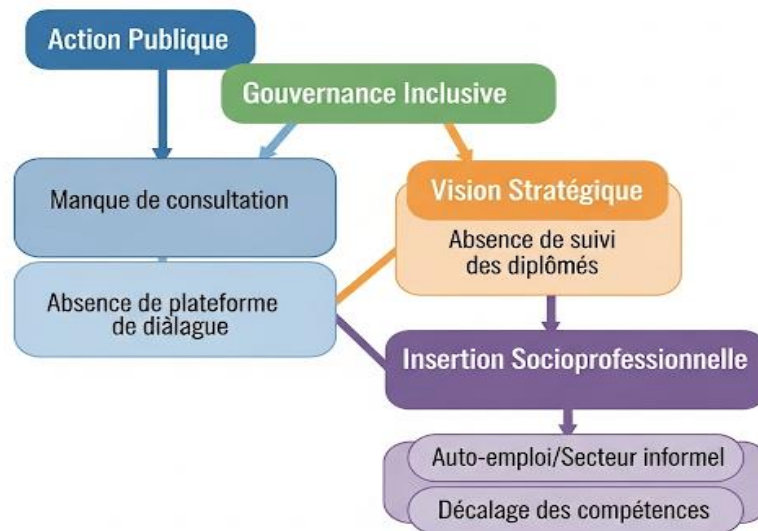 Action Publique
Gouvernance Inclusive
Manque de consultation
Vision Stratégique
Absence de suivi
des diplômés
Absence de plateforme
de diàlague
Insertion Socioprofessionnelle
Auto-emploi/Secteur informel
Décalage des compétences